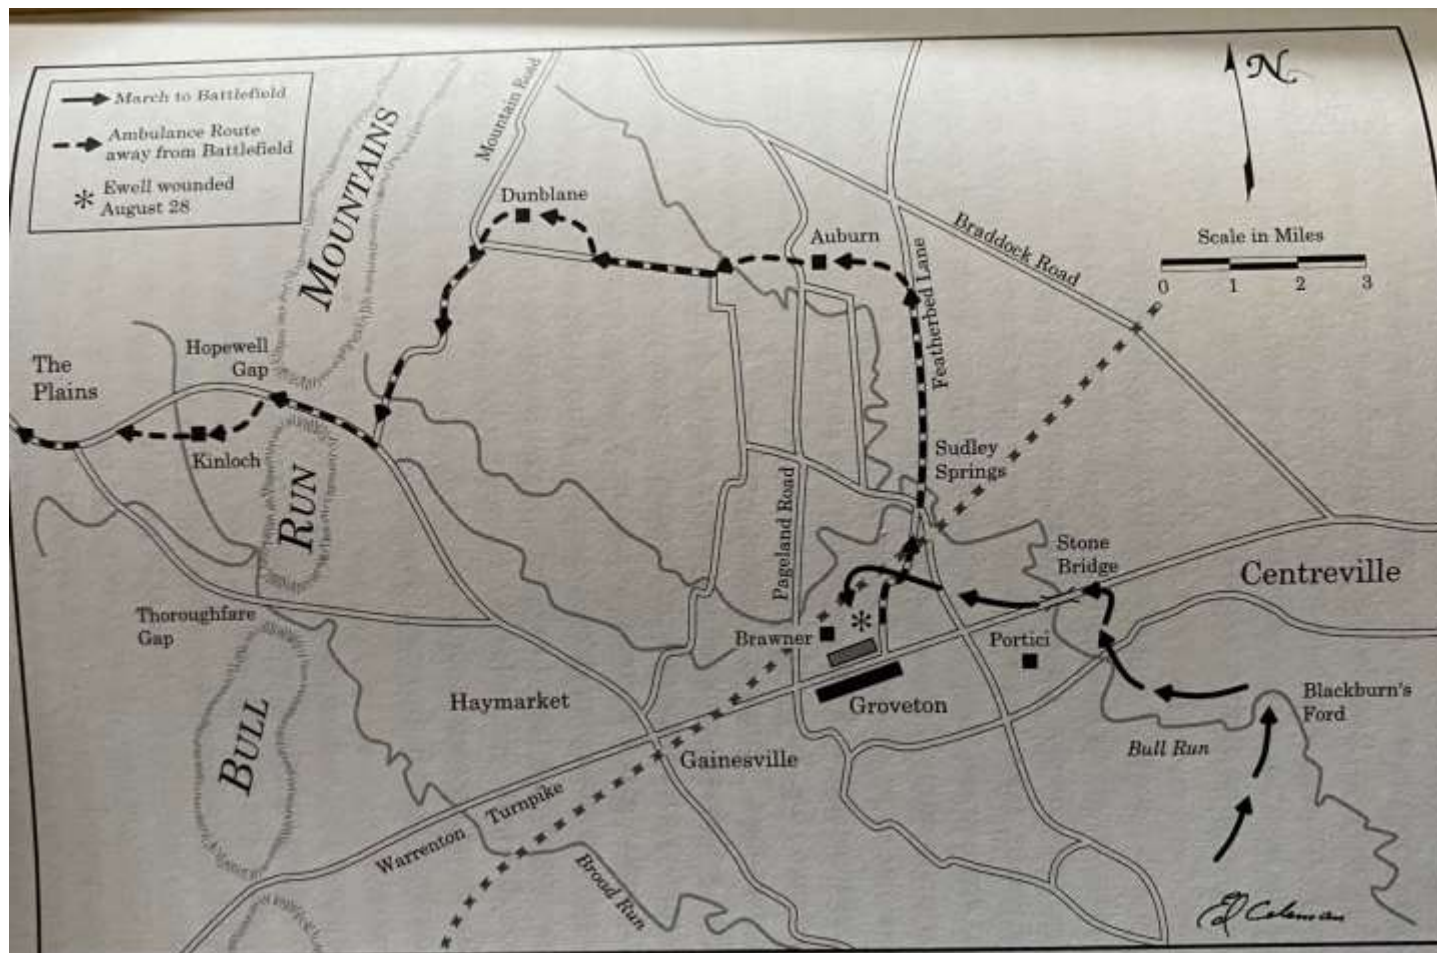 March to Battlefield
Ambulance Route
away from Battlefield
Ewell wounded
August 28
N
Scale in Miles
0 1 2 3
MOUNTAINS
Mountain Road
Dunblane
Auburn
Braddock Road
Featherbed Lane
The
Plains
Hopewell
Gap
Kinloch
RUN
Sudley
Springs
Pageland Road
Stone
Bridge
Centreville
Thoroughfare
Gap
Brawner
Portici
Haymarket
Groveton
Blackburn's
Ford
BULL
Gainesville
Bull Run
Warrenton Turnpike
Broad Run
Ed Coleman